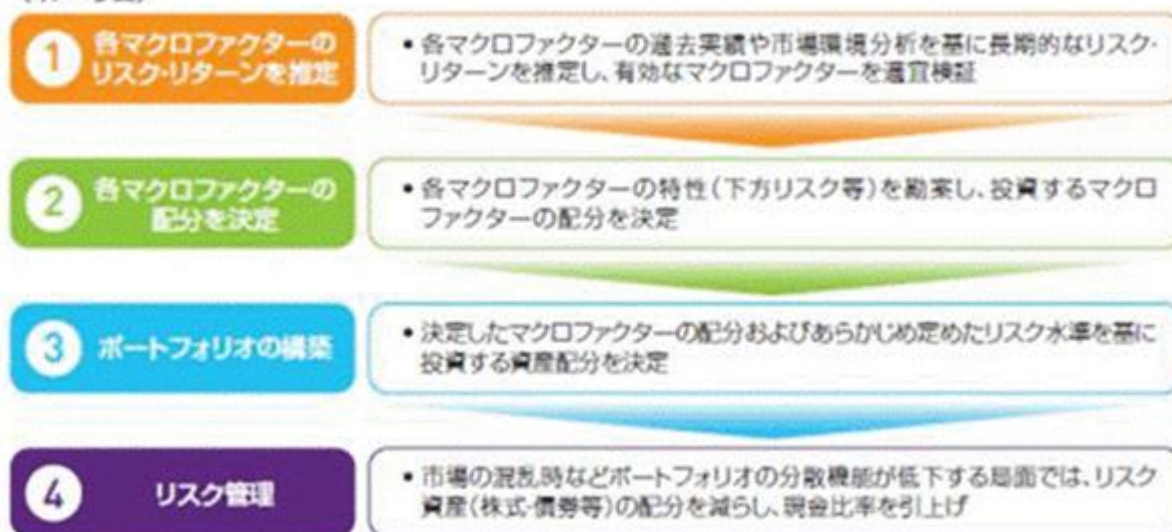 1
各マクロファクターの
リスク・リターンを推定
• 各マクロファクターの過去実績や市場環境分析を基に長期的なリスク・
リターンを推定し、有効なマクロファクターを適宜検証
2
各マクロファクターの
配分を決定
• 各マクロファクターの特性(下方リスク等)を勘案し、投資するマクロ
ファクターの配分を決定
3
ポートフォリオの構築
• 決定したマクロファクターの配分およびあらかじめ定めたリスク水準を基に
投資する資産配分を決定
4
リスク管理
• 市場の混乱時などポートフォリオの分散機能が低下する局面では、リスク
資産(株式・債券等)の配分を減らし、現金比率を引上げ